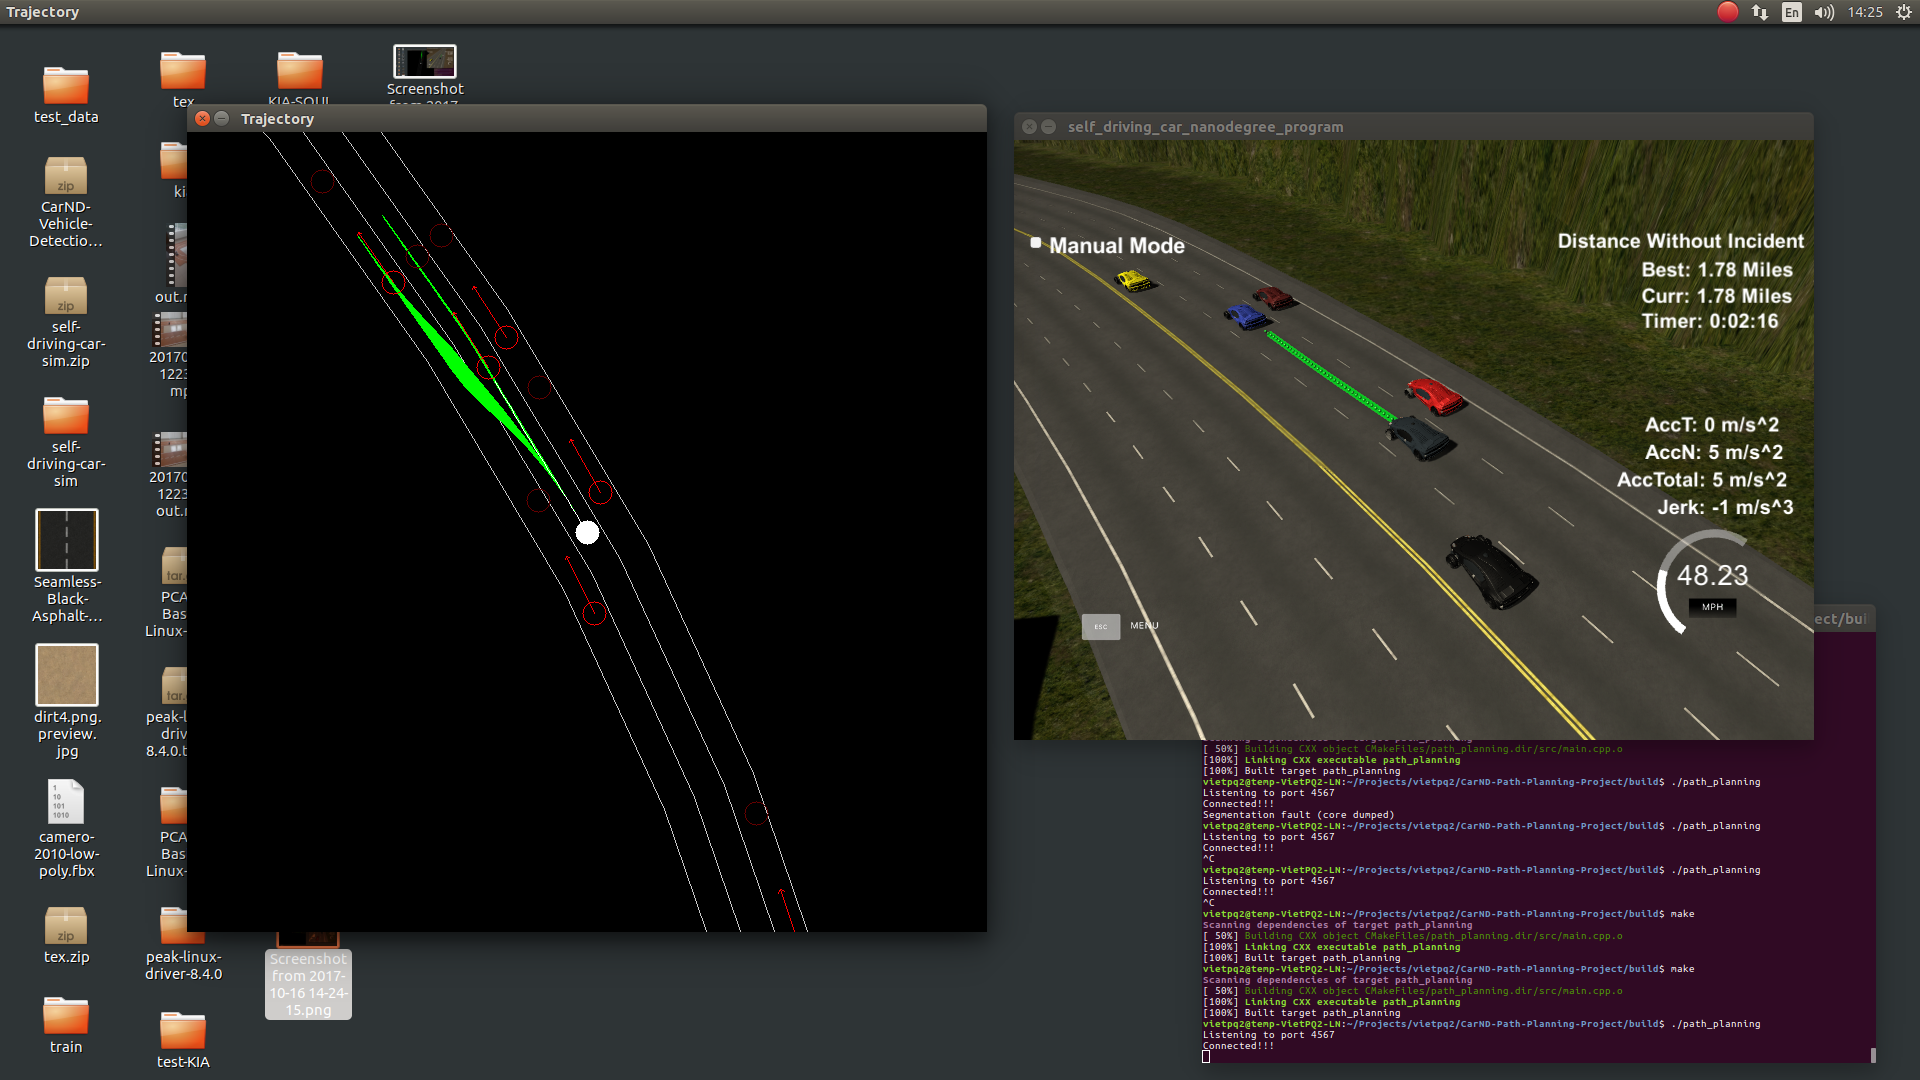 Trajectory
En
14:25
test_data
CarND-
Vehicle-
Detectio...
self-
driving-car-
sim.zip
self-
driving-car-
sim
Seamless-
Black-
Asphalt-...
dirt4.png.
preview.
jpg
camero-
2010-low-
poly.fbx
zip
tex.zip
train
tex
KIA-SOUL
ki
out.r
20170
1223
mp
20170
1223
out.r
tar.
PCA
Bas
Linux-
tar.
peak-l
driv
8.4.0.t
PCA
Bas
Linux-
peak-linux-
driver-8.4.0
test-KIA
Screenshot
from 2017-
Screenshot
from 2017-
10-16 14-24-
15.png
Trajectory
self_driving_car_nanodegree_program
Manual Mode
Distance Without Incident
Best: 1.78 Miles
Curr: 1.78 Miles
Timer: 0:02:16
AccT: 0 m/s^2
AccN: 5 m/s^2
AccTotal: 5 m/s^2
Jerk: -1 m/s^3
48.23
MPH
ESC
MENU
ect/bui
[ 50%] Building CXX object CMakeFiles/path_planning.dir/src/main.cpp.o
[100%] Linking CXX executable path_planning
[100%] Built target path_planning
vietpq2@temp-VietPQ2-LN:~/Projects/vietpq2/CarND-Path-Planning-Project/build$ ./path_planning
Listening to port 4567
Connected!!!
Segmentation fault (core dumped)
vietpq2@temp-VietPQ2-LN:~/Projects/vietpq2/CarND-Path-Planning-Project/build$ ./path_planning
Listening to port 4567
Connected!!!
^C
vietpq2@temp-VietPQ2-LN:~/Projects/vietpq2/CarND-Path-Planning-Project/build$ ./path_planning
Listening to port 4567
Connected!!!
^C
vietpq2@temp-VietPQ2-LN:~/Projects/vietpq2/CarND-Path-Planning-Project/build$ make
Scanning dependencies of target path_planning
[ 50%] Building CXX object CMakeFiles/path_planning.dir/src/main.cpp.o
[100%] Linking CXX executable path_planning
[100%] Built target path_planning
vietpq2@temp-VietPQ2-LN:~/Projects/vietpq2/CarND-Path-Planning-Project/build$ make
Scanning dependencies of target path_planning
[ 50%] Building CXX object CMakeFiles/path_planning.dir/src/main.cpp.o
[100%] Linking CXX executable path_planning
[100%] Built target path_planning
vietpq2@temp-VietPQ2-LN:~/Projects/vietpq2/CarND-Path-Planning-Project/build$ ./path_planning
Listening to port 4567
Connected!!!